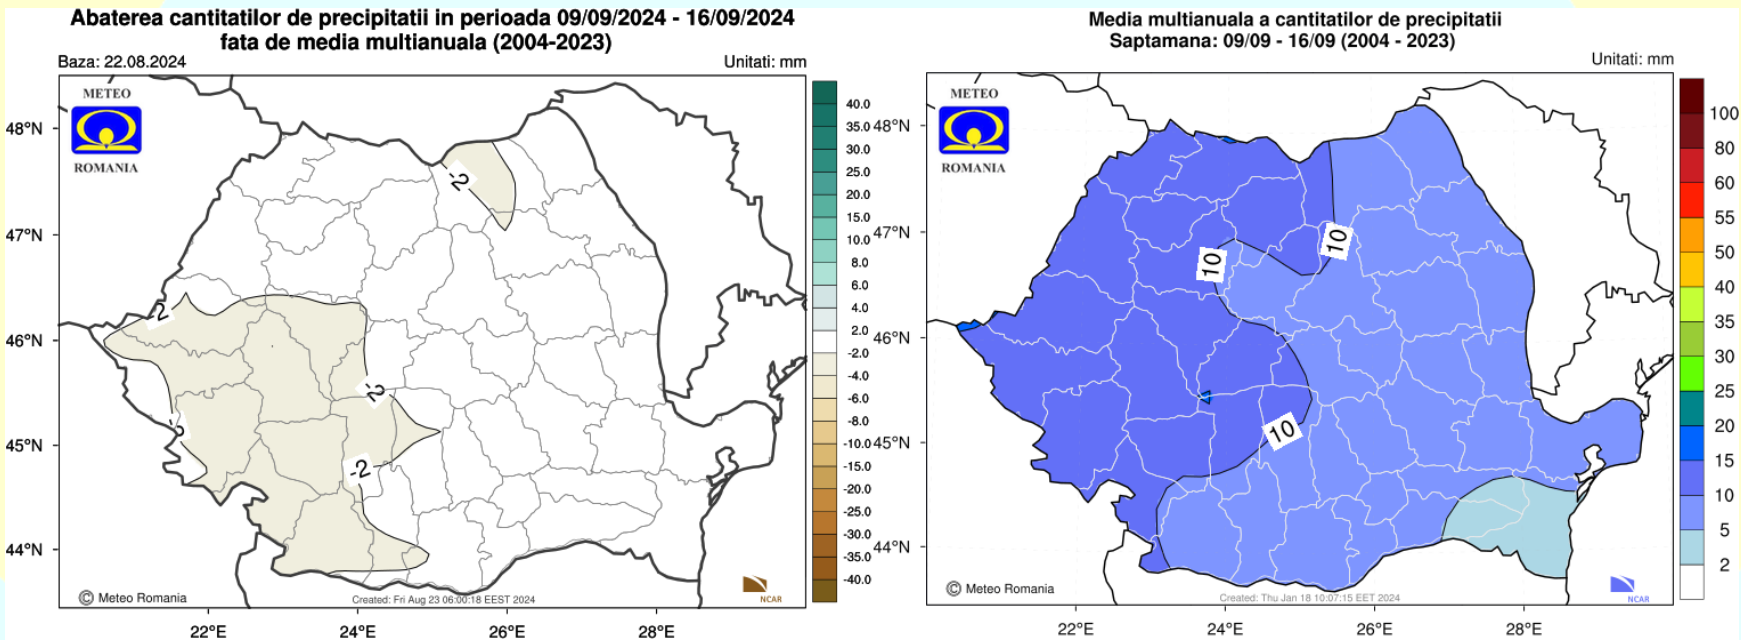 Abaterea cantitatilor de precipitatii in perioada 09/09/2024 - 16/09/2024
fata de media multianuala (2004-2023)
Baza: 22.08.2024
Unitati: mm
METEO
ROMANIA
48°N
47°N
46°N
45°N
44°N
22°E
24°E
26°E
28°E
-2
-2
-2
© Meteo Romania
Created: Fri Aug 23 06:00:18 EEST 2024
NCAR
40.0
35.0
30.0
25.0
20.0
15.0
10.0
8.0
6.0
4.0
2.0
-2.0
-4.0
-6.0
-8.0
-10.0
-15.0
-20.0
-25.0
-30.0
-35.0
-40.0
Media multianuala a cantitatilor de precipitatii
Saptamana: 09/09 - 16/09 (2004 - 2023)
Unitati: mm
METEO
ROMANIA
48°N
47°N
46°N
45°N
44°N
22°E
24°E
26°E
28°E
10
10
10
© Meteo Romania
Created: Thu Jan 18 10:07:15 EET 2024
NCAR
100
80
60
55
50
40
35
30
25
20
15
10
5
2